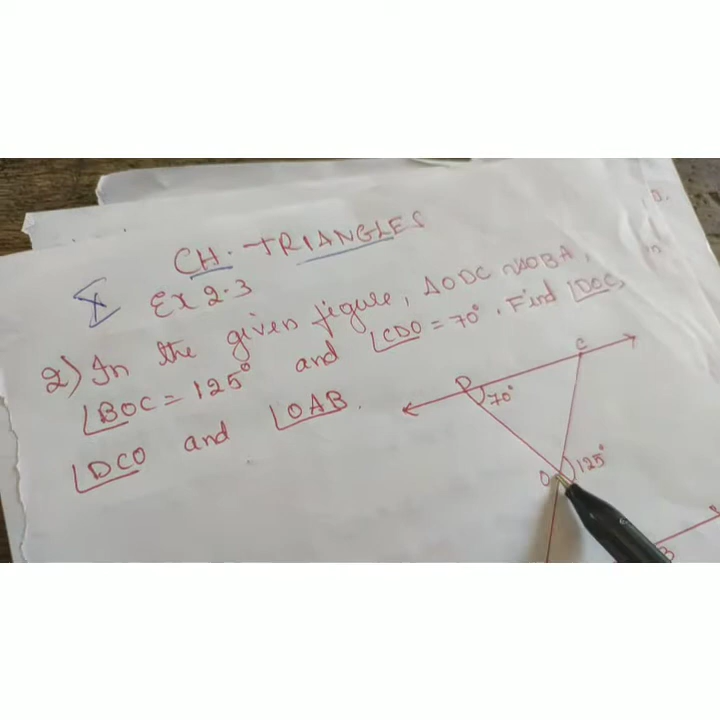 CH. TRIANGLES
X Ex 2.3
2) In the given figure, ΔODC ~ ΔOBA,
∠BOC = 125° and ∠CDO = 70°. Find ∠DOC,
∠DCO and ∠OAB.
C
D 70°
O 125°
B